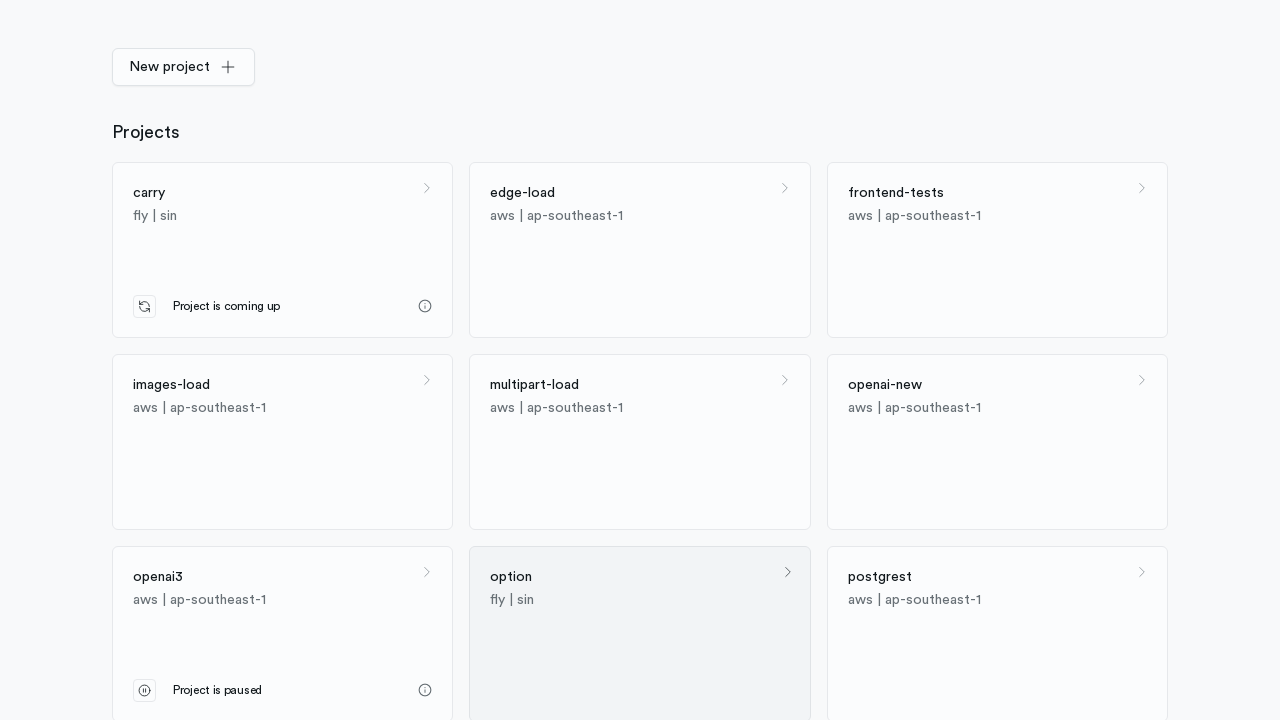 New project
Projects
carry
fly | sin
Project is coming up
edge-load
aws | ap-southeast-1
frontend-tests
aws | ap-southeast-1
images-load
aws | ap-southeast-1
multipart-load
aws | ap-southeast-1
openai-new
aws | ap-southeast-1
openai3
aws | ap-southeast-1
Project is paused
option
fly | sin
postgrest
aws | ap-southeast-1